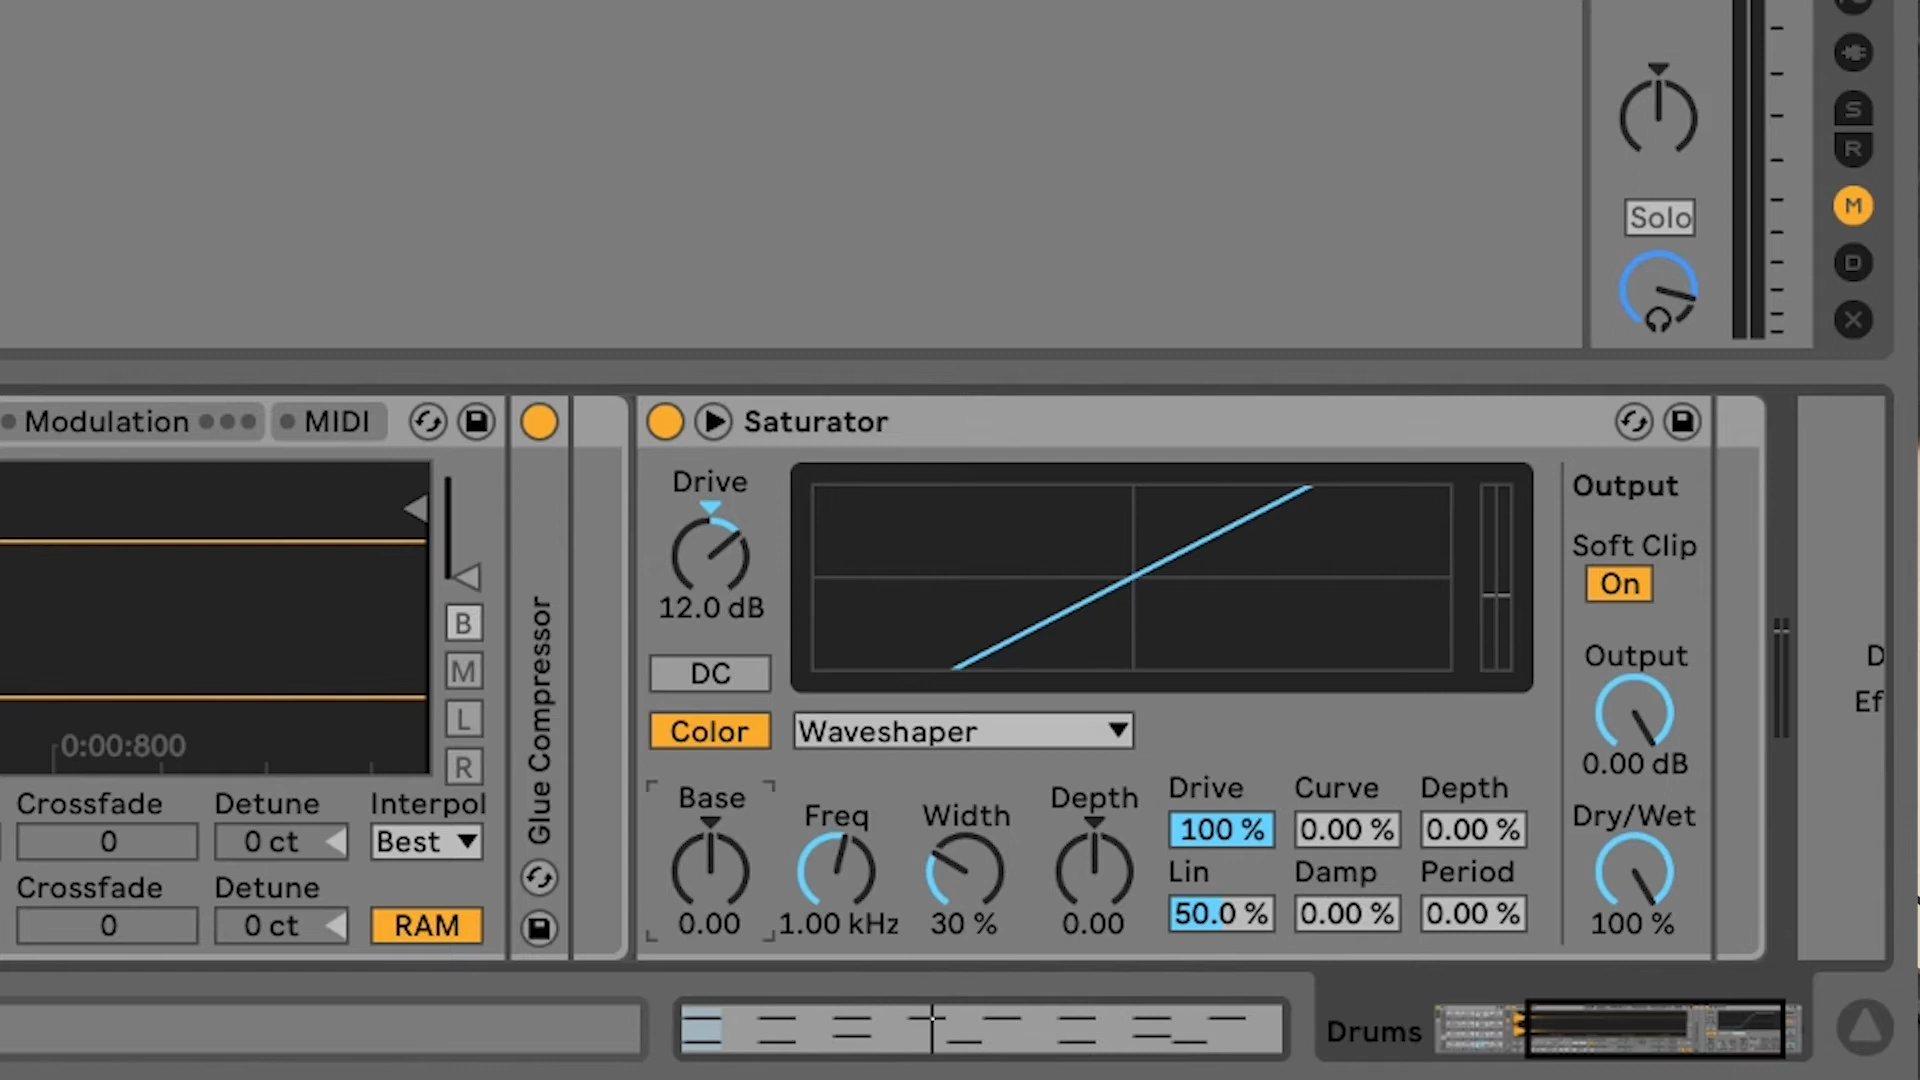 S
R
Solo
M
D
X
Modulation
MIDI
Saturator
Drive
12.0 dB
DC
Color
Waveshaper
Output
Soft Clip
On
Output
0.00 dB
Dry/Wet
100 %
Base
0.00
Freq
1.00 kHz
Width
30 %
Depth
0.00
Drive
Curve
Depth
100 %
0.00 %
0.00 %
Lin
Damp
Period
50.0 %
0.00 %
0.00 %
Glue Compressor
B
M
L
R
0:00:800
Crossfade
Detune
Interpol
0
0 ct
Best
Crossfade
Detune
0
0 ct
RAM
D
Ef
Drums